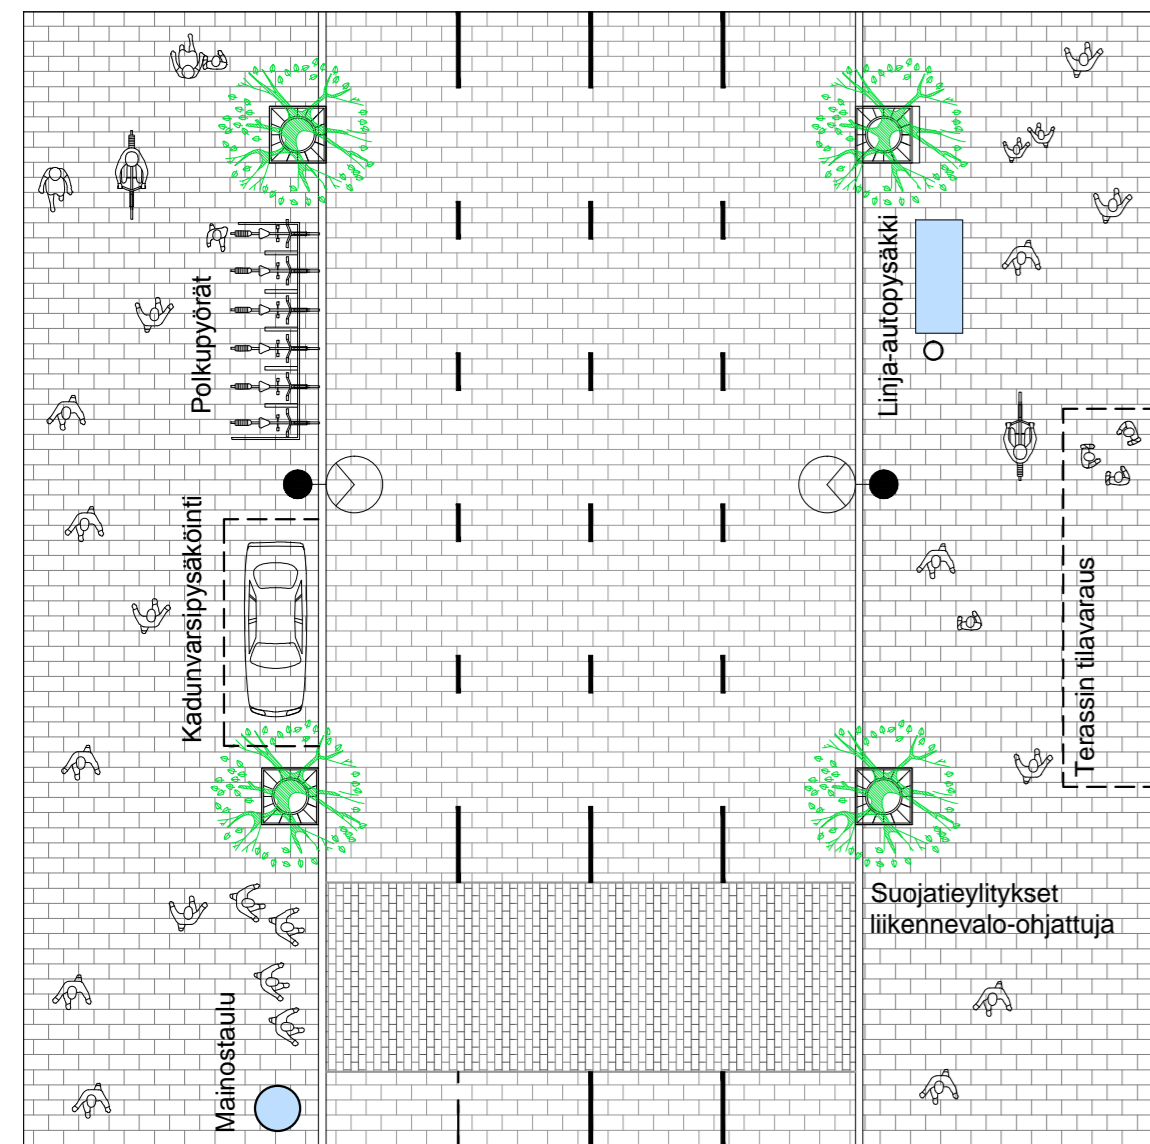 Polkupyörät
Linja-autopysäkki
Kadunvarsipysäköinti
Terassin tilavaraus
Suojatieylitykset
liikennevalo-ohjattuja
Mainostaulu